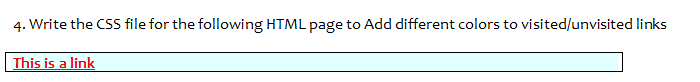 4. Write the CSS file for the following HTML page to Add different colors to visited/unvisited links
This is a link